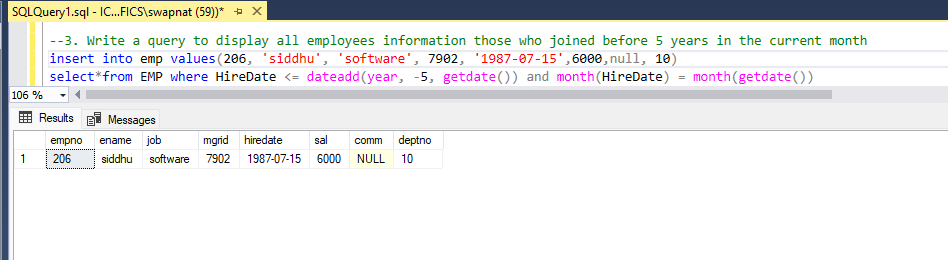 SQLQuery1.sql - IC...FICS\swapnat (59))*
--3. Write a query to display all employees information those who joined before 5 years in the current month
insert into emp values(206, 'siddhu', 'software', 7902, '1987-07-15',6000,null, 10)
select*from EMP where HireDate <= dateadd(year, -5, getdate()) and month(HireDate) = month(getdate())
106 %
Results Messages
empno ename job mgrid hiredate sal comm deptno
1 206 siddhu software 7902 1987-07-15 6000 NULL 10